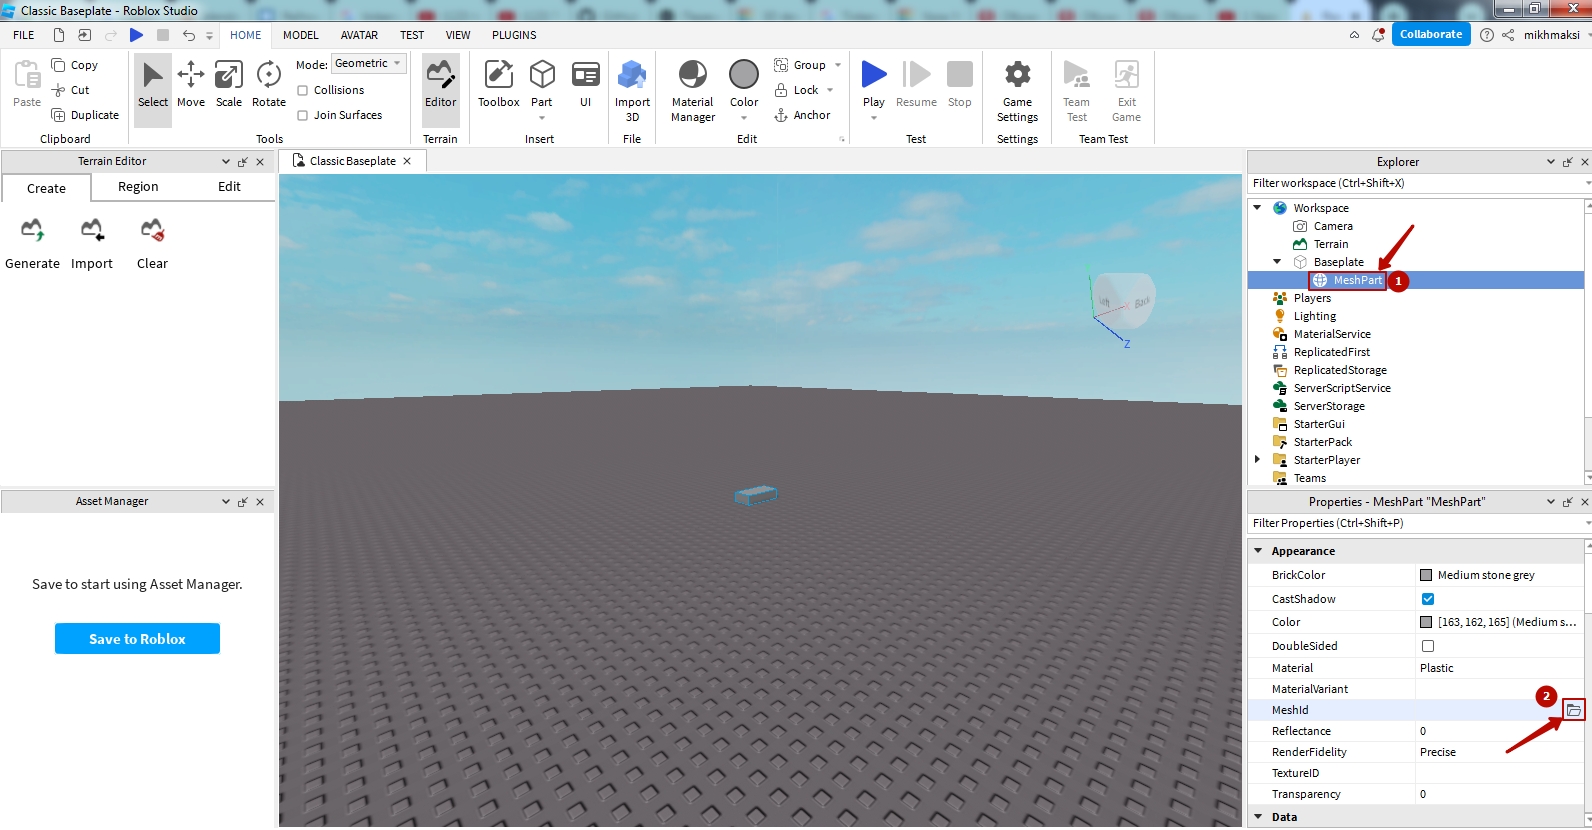 Classic Baseplate - Roblox Studio
FILE HOME MODEL AVATAR TEST VIEW PLUGINS Collaborate mikhmaksi
Paste
Copy
Cut
Duplicate
Clipboard
Select Move Scale Rotate
Mode: Geometric
Collisions
Join Surfaces
Tools
Editor
Terrain
Toolbox Part UI
Insert
Import
3D
File
Material
Manager
Color
Group
Lock
Anchor
Edit
Play Resume Stop
Test
Game
Settings
Settings
Team
Test
Exit
Game
Team Test
Terrain Editor
Create Region Edit
Generate Import Clear
Asset Manager
Save to start using Asset Manager.
Save to Roblox
Classic Baseplate
Left Back
Z
Explorer
Filter workspace (Ctrl+Shift+X)
Workspace
Camera
Terrain
Baseplate
MeshPart 1
Players
Lighting
MaterialService
ReplicatedFirst
ReplicatedStorage
ServerScriptService
ServerStorage
StarterGui
StarterPack
StarterPlayer
Teams
Properties - MeshPart "MeshPart"
Filter Properties (Ctrl+Shift+P)
Appearance
BrickColor Medium stone grey
CastShadow
Color [163, 162, 165] (Medium s...
DoubleSided
Material Plastic
MaterialVariant
2
MeshId
Reflectance 0
RenderFidelity Precise
TextureID
Transparency 0
Data